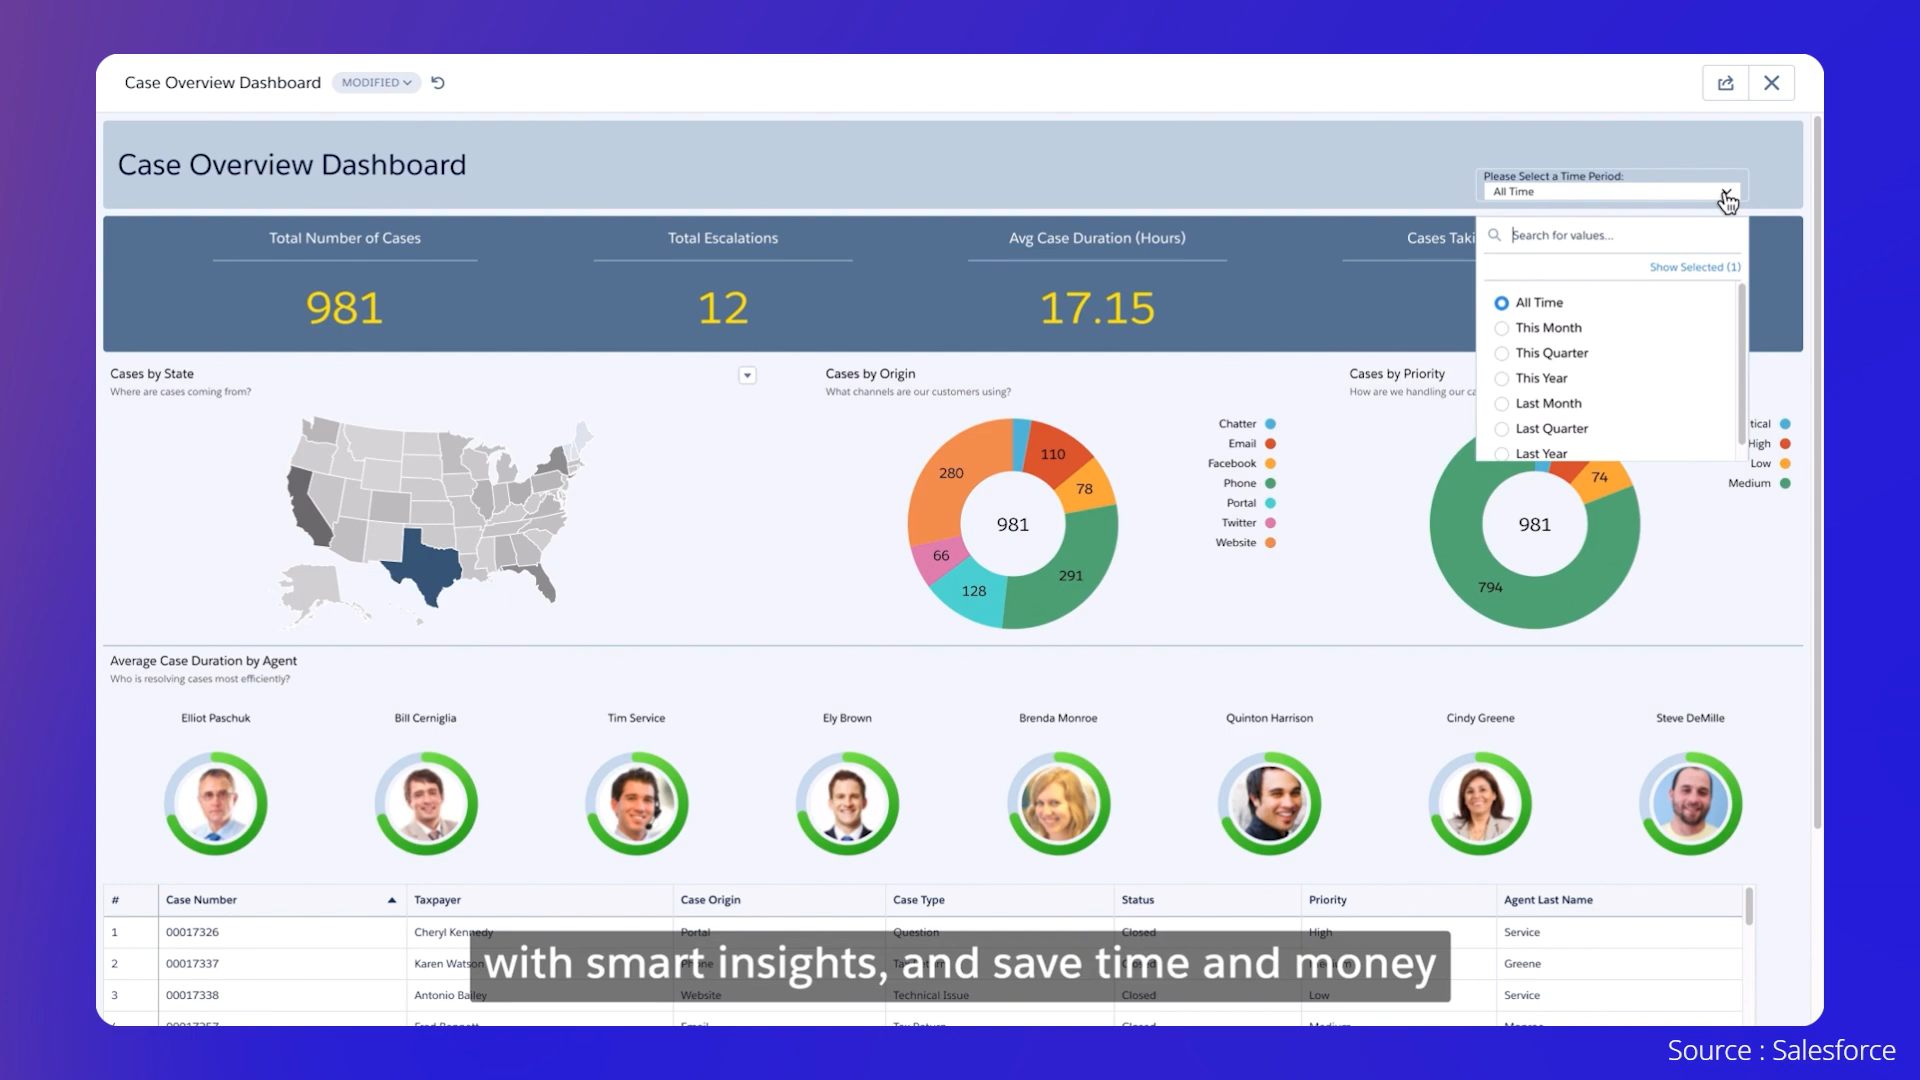 Case Overview Dashboard MODIFIED
Case Overview Dashboard
Please Select a Time Period:
All Time
Search for values...
Show Selected (1)
All Time
This Month
This Quarter
This Year
Last Month
Last Quarter
Last Year
Total Number of Cases
981
Total Escalations
12
Avg Case Duration (Hours)
17.15
Cases Taki
Cases by State
Where are cases coming from?
Cases by Origin
What channels are our customers using?
280
110
78
291
128
66
981
Chatter
Email
Facebook
Phone
Portal
Twitter
Website
Cases by Priority
How are we handling our ca
74
794
981
tical
High
Low
Medium
Average Case Duration by Agent
Who is resolving cases most efficiently?
Elliot Paschuk
Bill Cerniglia
Tim Service
Ely Brown
Brenda Monroe
Quinton Harrison
Cindy Greene
Steve DeMille
# Case Number Taxpayer Case Origin Case Type Status Priority Agent Last Name
1 00017326 Cheryl Kennedy Portal Question Closed High Service
2 00017337 Karen Watson Greene
3 00017338 Antonio Bailey Website Technical Issue Closed Low Service
with smart insights, and save time and money
Source : Salesforce